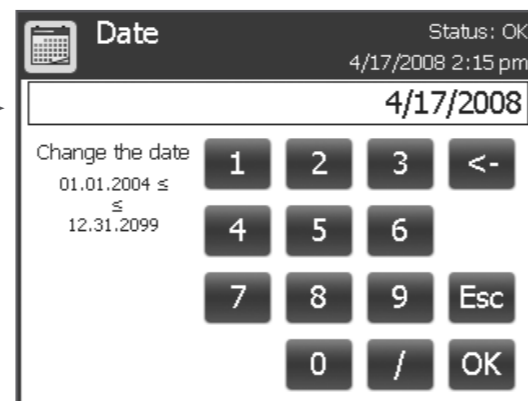 Date
Status: OK
4/17/2008 2:15 pm
4/17/2008
Change the date
01.01.2004 ≤
≤
12.31.2099
1 2 3 <-
4 5 6
7 8 9 Esc
0 / OK